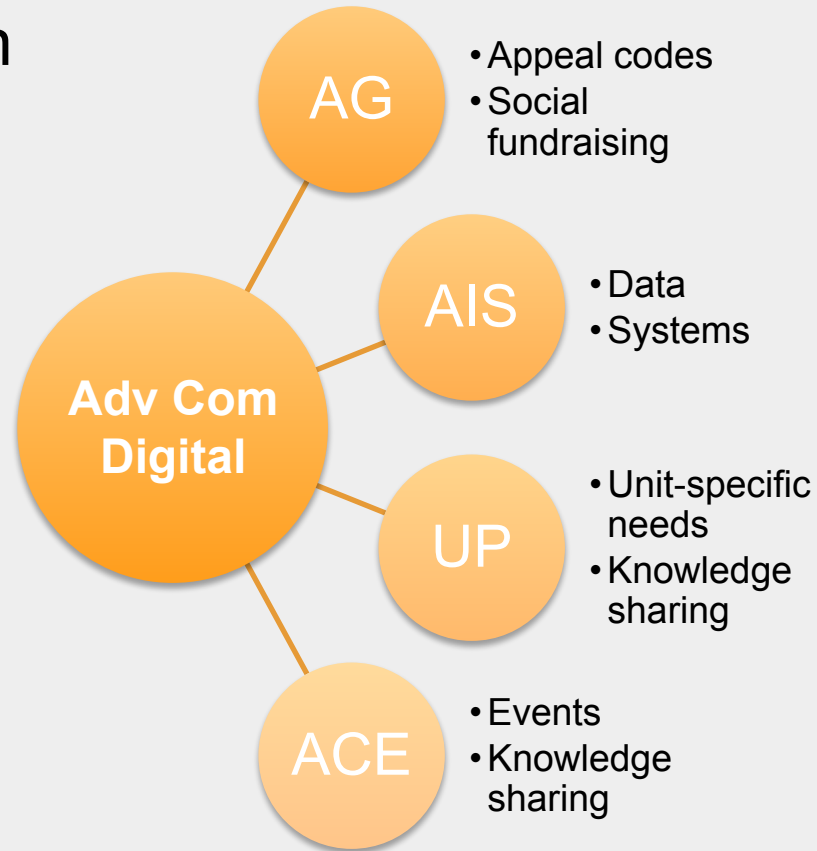 AG
• Appeal codes
• Social
fundraising
AIS
• Data
• Systems
Adv Com
Digital
UP
• Unit-specific
needs
• Knowledge
sharing
ACE
• Events
• Knowledge
sharing